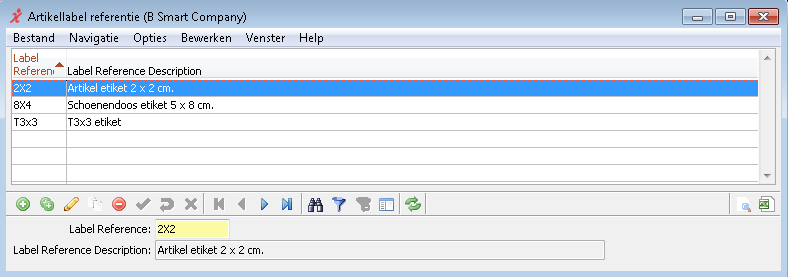 Artikellabel referentie (B Smart Company)
Bestand Navigatie Opties Bewerken Venster Help
Label
Referenc Label Reference Description
2X2 Artikel etiket 2 x 2 cm.
8X4 Schoenendoos etiket 5 x 8 cm.
T3x3 T3x3 etiket
Label Reference: 2X2
Label Reference Description: Artikel etiket 2 x 2 cm.